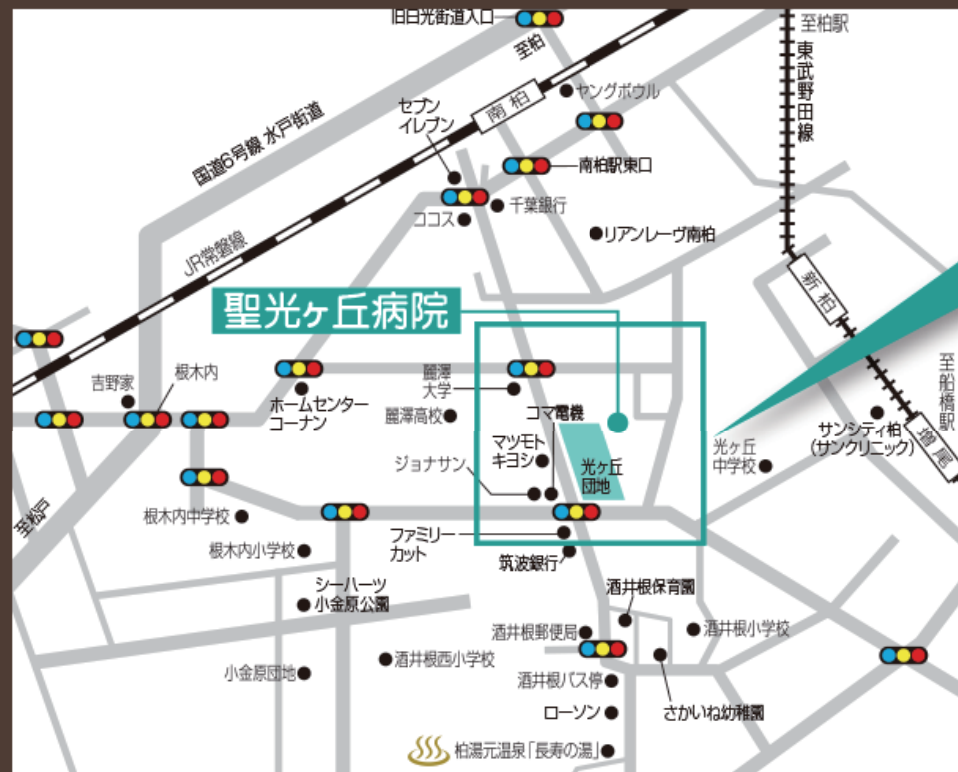 旧日光街道入口
至柏
至柏駅
東武野田線
ヤングボウル
セブン
イレブン
南柏
国道6号線 水戸街道
南柏駅東口
千葉銀行
ココス
リアンレーヴ南柏
JR常磐線
新柏
聖光ヶ丘病院
至船橋駅
吉野家
根木内
麗澤
大学
ホームセンター
コーナン
麗澤高校
コマ電機
サンシティ柏
(サンクリニック)
増尾
マツモト
キヨシ
光ヶ丘
中学校
ジョナサン
光ヶ丘
団地
至松戸
根木内中学校
ファミリー
カット
根木内小学校
筑波銀行
シーハーツ
小金原公園
酒井根保育園
酒井根郵便局
酒井根小学校
小金原団地
酒井根西小学校
酒井根バス停
ローソン
さかいね幼稚園
柏湯元温泉「長寿の湯」